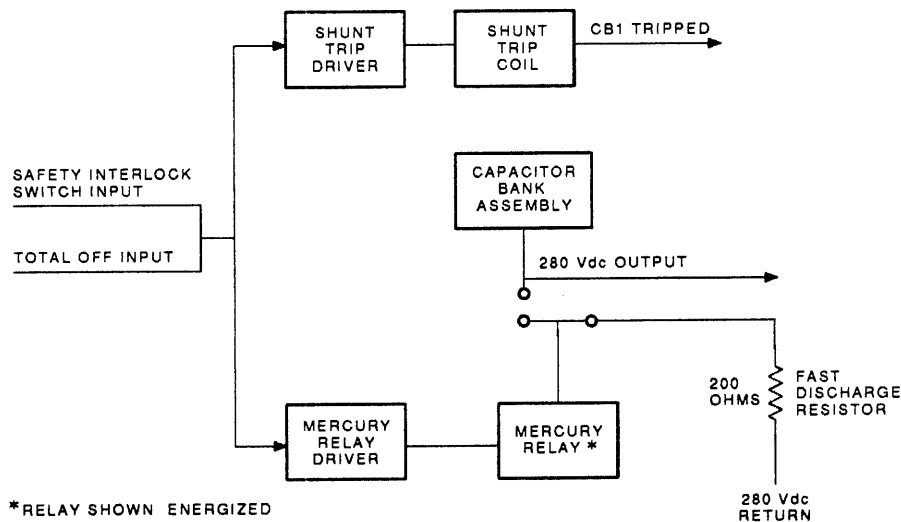 SHUNT
TRIP
DRIVER
SHUNT
TRIP
COIL
CB1 TRIPPED
SAFETY INTERLOCK
SWITCH INPUT
TOTAL OFF INPUT
CAPACITOR
BANK
ASSEMBLY
280 Vdc OUTPUT
200
OHMS
FAST
DISCHARGE
RESISTOR
MERCURY
RELAY
DRIVER
MERCURY
RELAY *
280 Vdc
RETURN
*RELAY SHOWN ENERGIZED